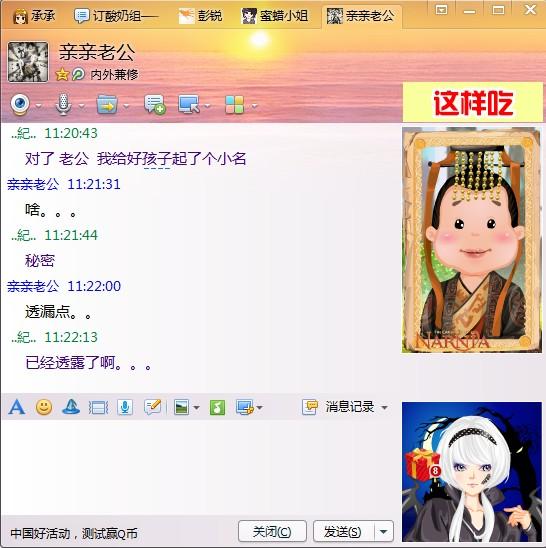 承承
订酸奶组——
彭锐
蜜蜡小姐
亲亲老公
亲亲老公
内外兼修
这样吃
..紀.. 11:20:43
对了 老公 我给好孩子起了个小名
亲亲老公 11:21:31
啥。。。
..紀.. 11:21:44
秘密
亲亲老公 11:22:00
透漏点。。
..紀.. 11:22:13
已经透露了啊。。。
NARNIA
消息记录
8
中国好活动，测试赢Q币
关闭(C)
发送(S)